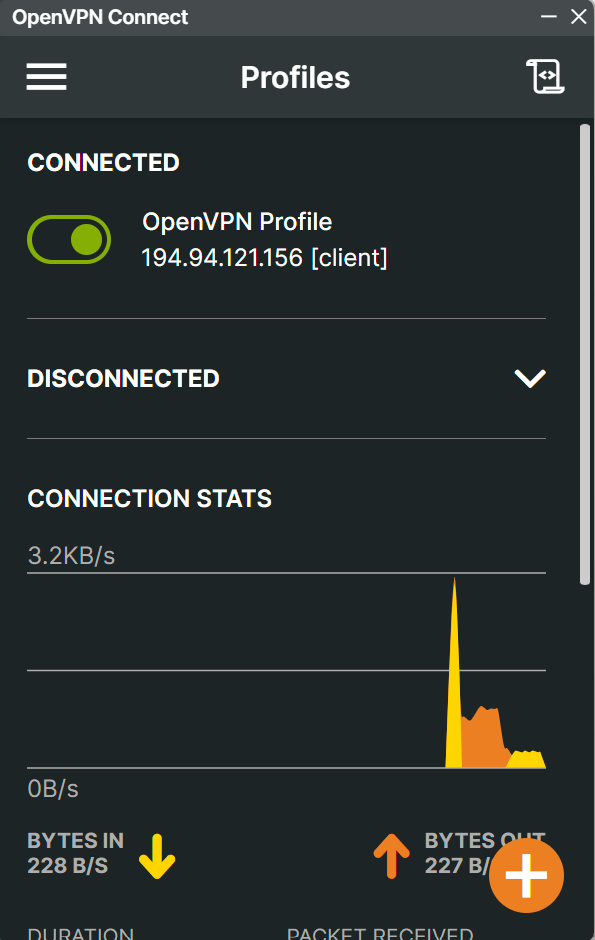 OpenVPN Connect
Profiles
CONNECTED
OpenVPN Profile
194.94.121.156 [client]
DISCONNECTED
CONNECTION STATS
3.2KB/s
0B/s
BYTES IN
228 B/S
BYTES OUT
227 B/
DURATION
PACKET RECEIVED